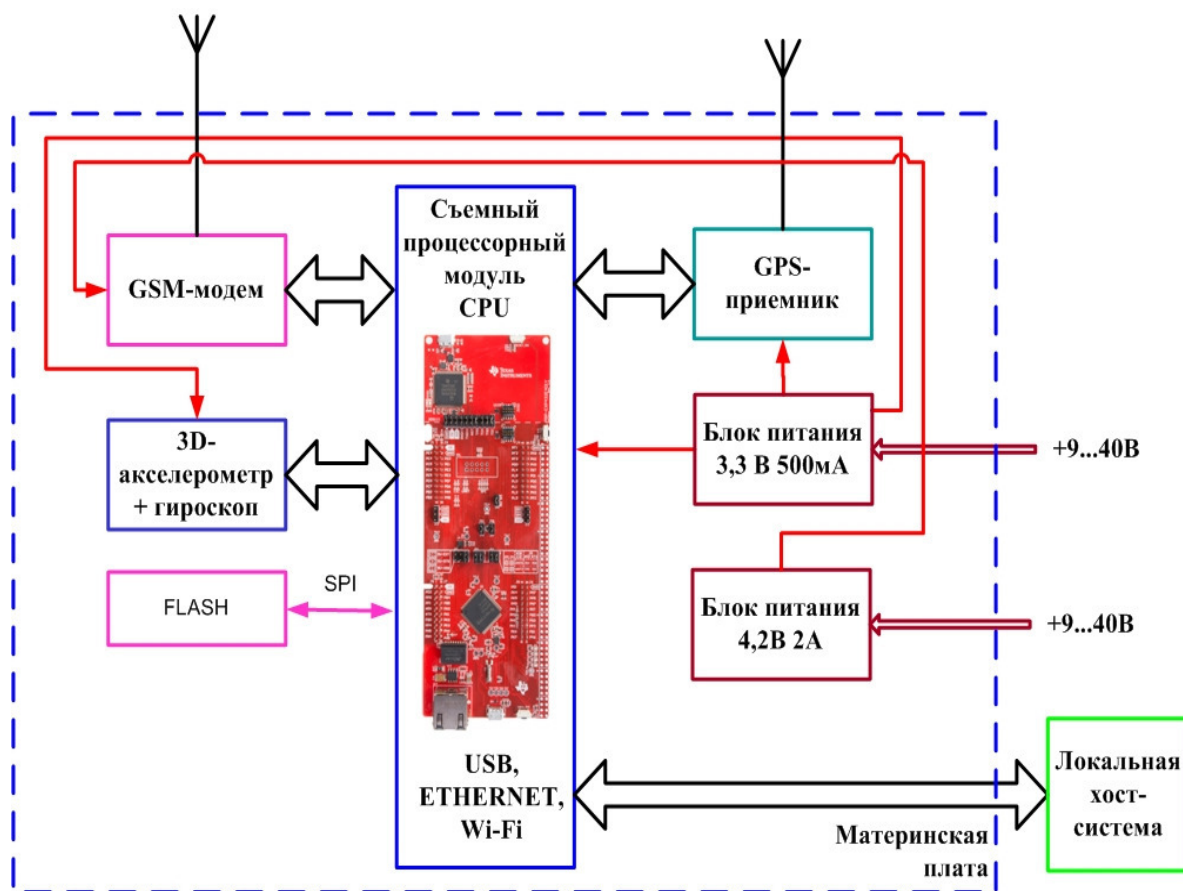 Съемный
процессорный
модуль
CPU
GSM-модем
GPS-
приемник
3D-
акселерометр
+ гироскоп
Блок питания
3,3 В 500мА
+9...40В
SPI
FLASH
Блок питания
4,2В 2А
+9...40В
USB,
ETHERNET,
Wi-Fi
Локальная
хост-
система
Материнская
плата